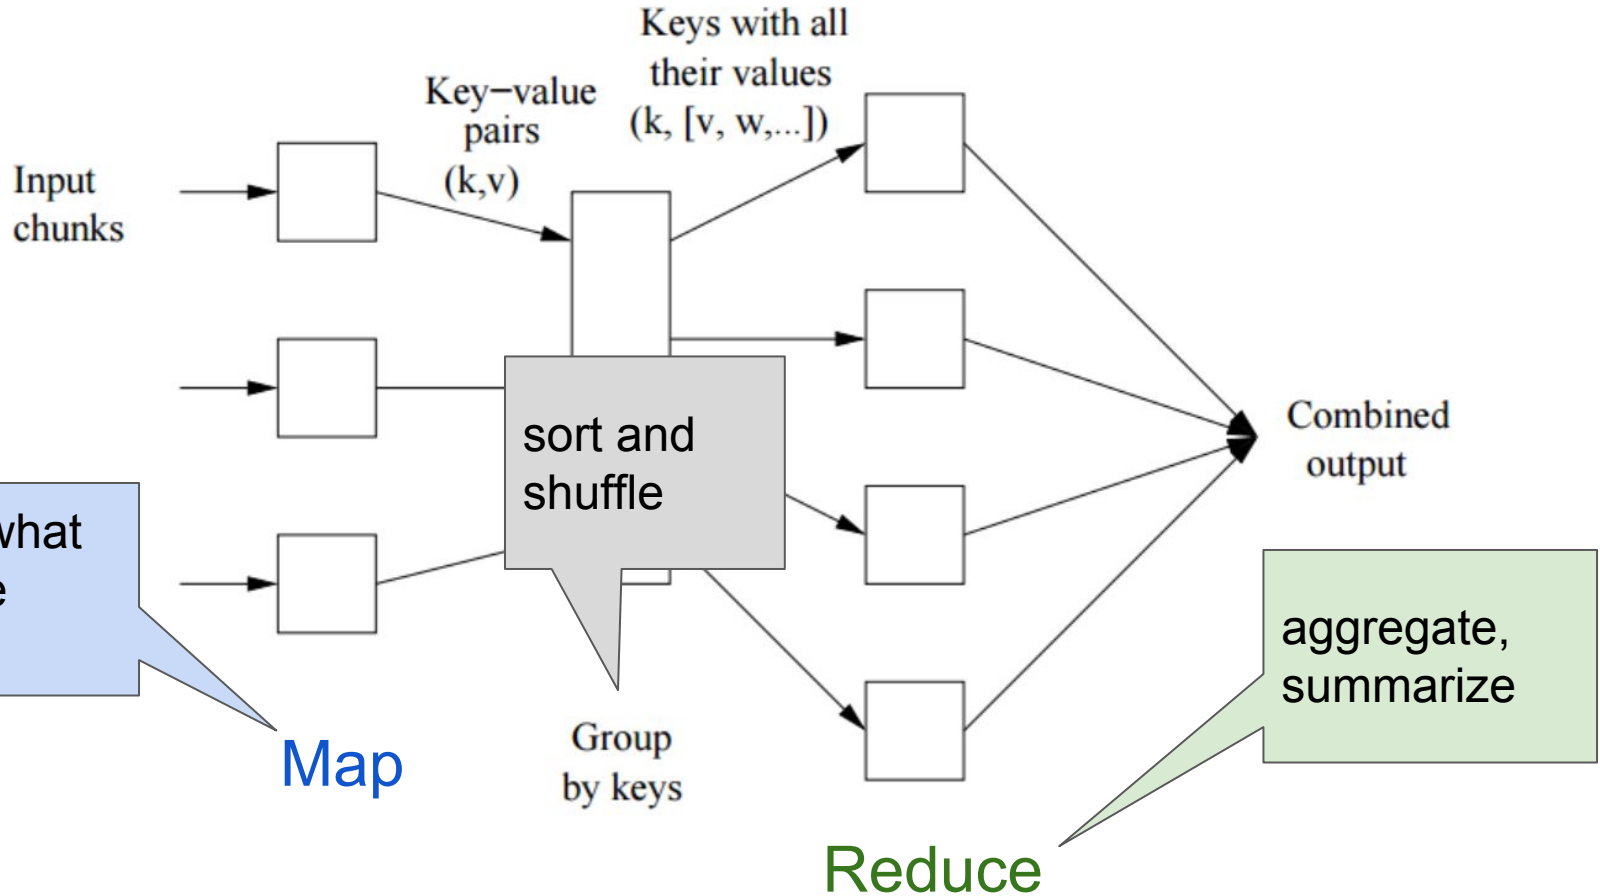 Keys with all
their values
(k, [v, w,...])
Key−value
pairs
(k,v)
Input
chunks
sort and
shuffle
what
Combined
output
aggregate,
summarize
Map
Group
by keys
Reduce